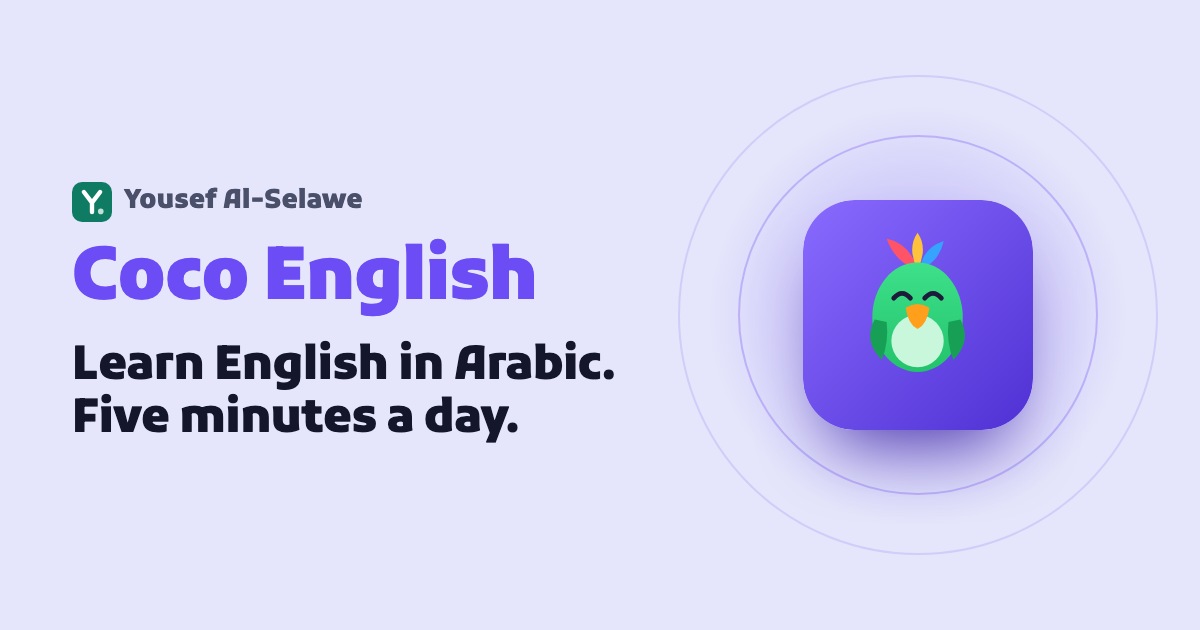 Y.
Yousef Al-Selawe
Coco English
Learn English in Arabic.
Five minutes a day.